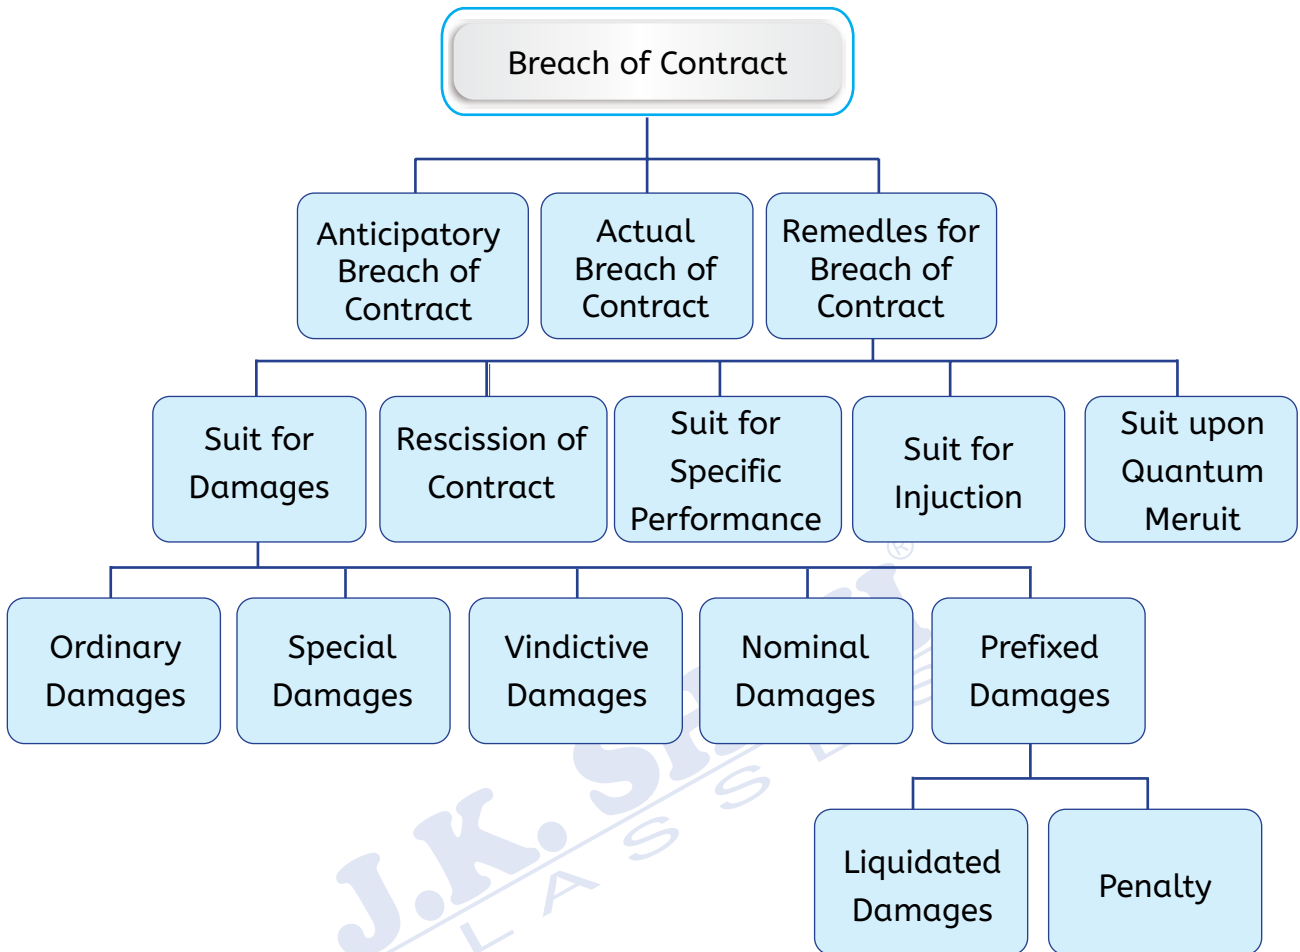 Breach of Contract
Anticipatory
Breach of
Contract
Actual
Breach of
Contract
Remedles for
Breach of
Contract
Suit for
Damages
Rescission of
Contract
Suit for
Specific
Performance
Suit for
Injuction
Suit upon
Quantum
Meruit
Ordinary
Damages
Special
Damages
Vindictive
Damages
Nominal
Damages
Prefixed
Damages
Liquidated
Damages
Penalty
J.K.
®